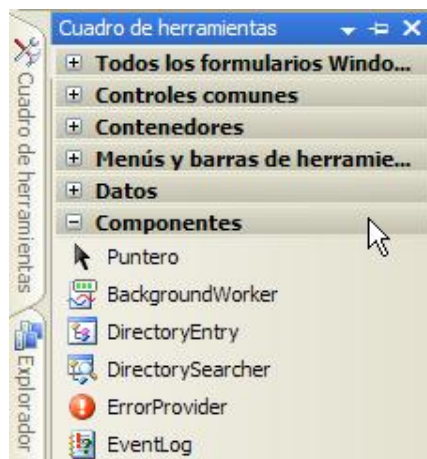 Cuadro de herramientas
Todos los formularios Windo...
Controles comunes
Contenedores
Menús y barras de herramie...
Datos
Componentes
Puntero
BackgroundWorker
DirectoryEntry
DirectorySearcher
ErrorProvider
EventLog
Cuadro de herramientas
Explorador